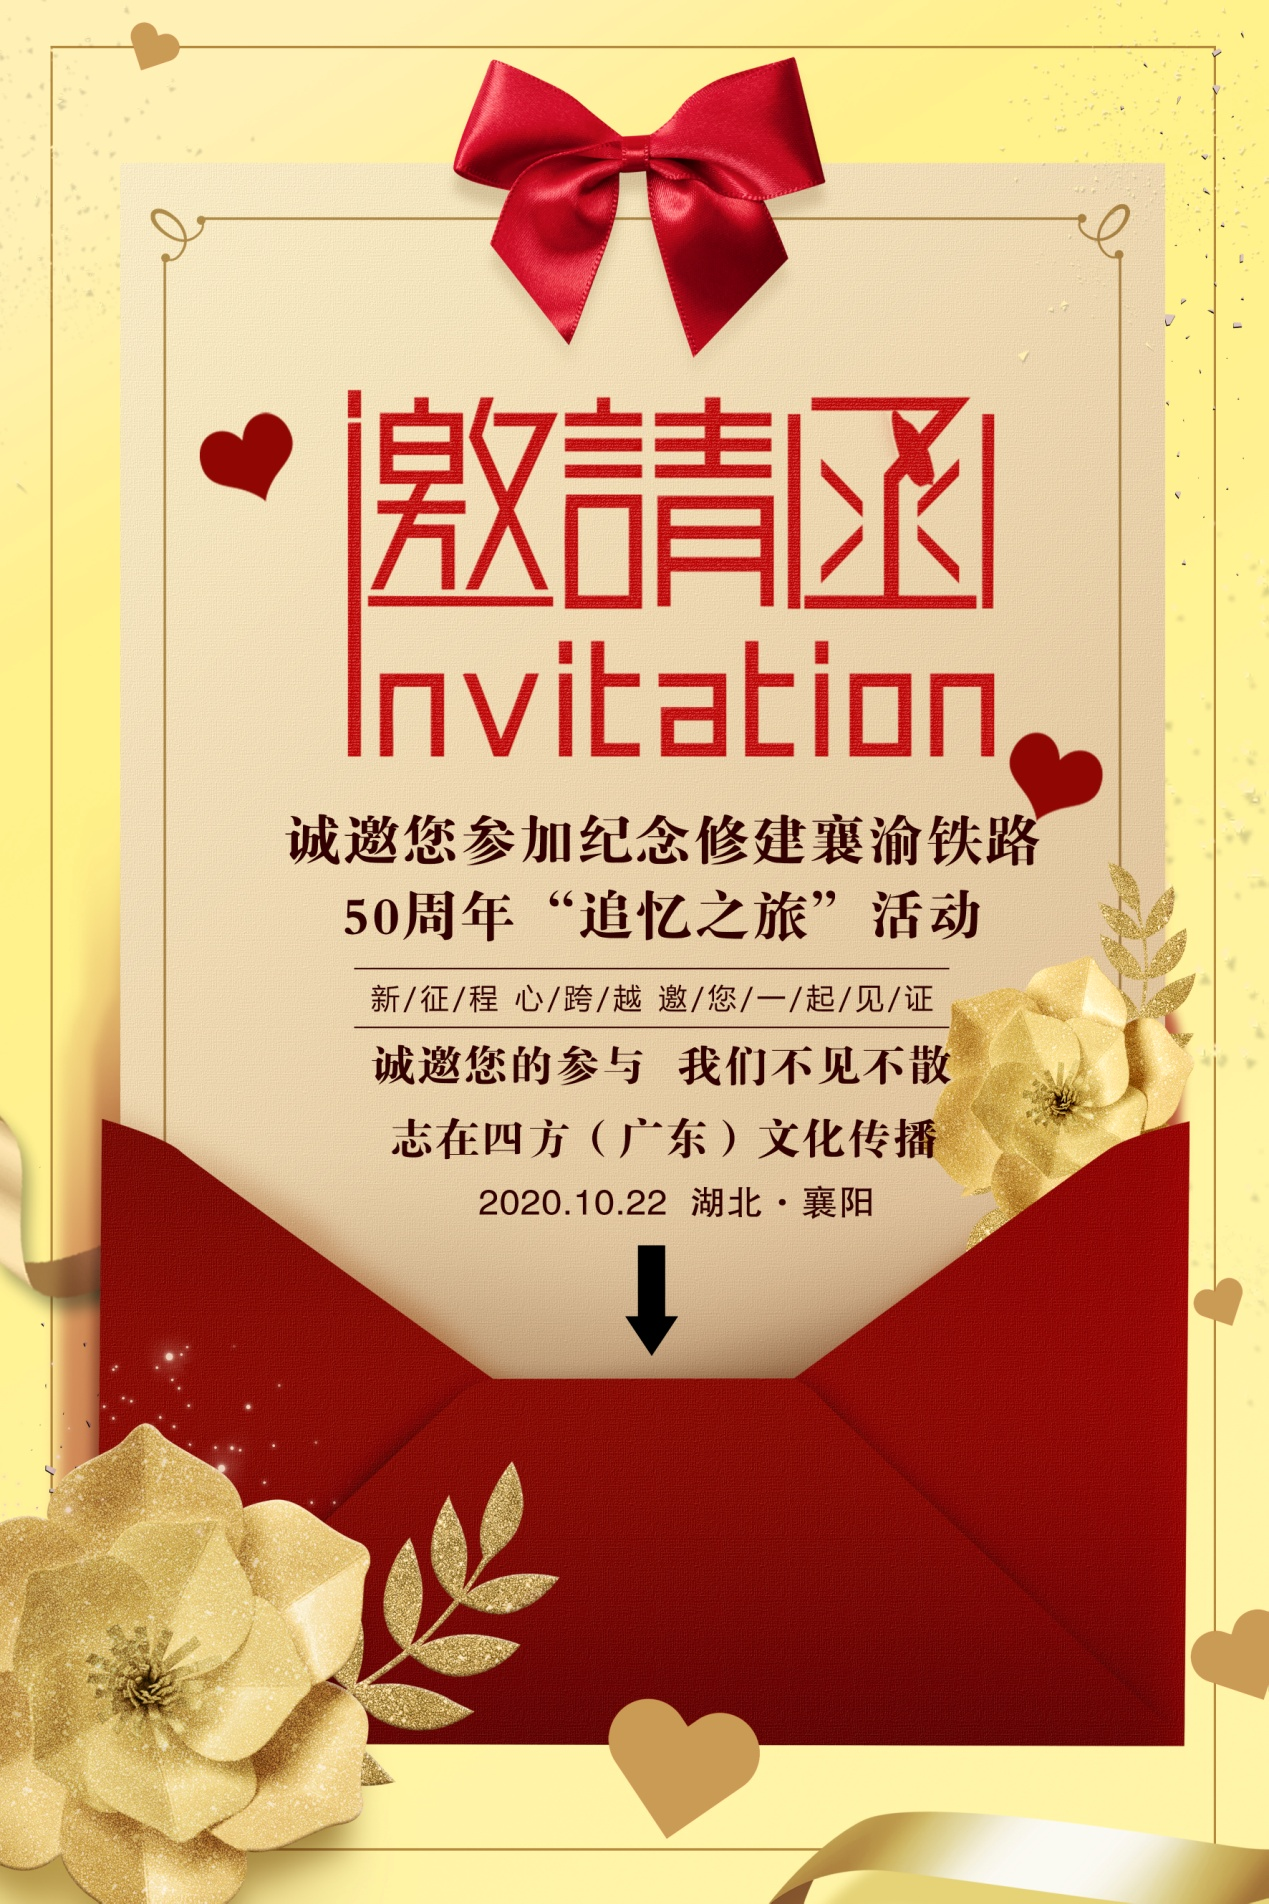 邀請函
Invitation
诚邀您参加纪念修建襄渝铁路
50周年“追忆之旅”活动
新/征/程 心/跨/越 邀/您/一/起/见/证
诚邀您的参与 我们不见不散
志在四方（广东）文化传播
2020.10.22 湖北·襄阳